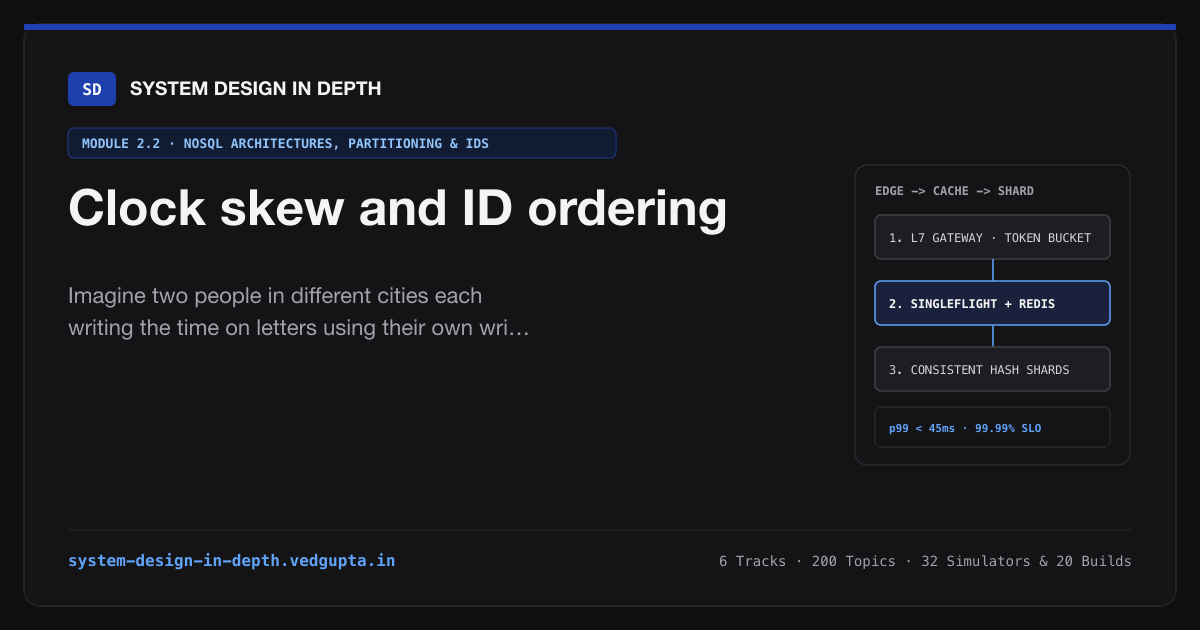 SD
SYSTEM DESIGN IN DEPTH
MODULE 2.2 · NOSQL ARCHITECTURES, PARTITIONING & IDS
Clock skew and ID ordering
Imagine two people in different cities each
writing the time on letters using their own wri…
EDGE —> CACHE —> SHARD
1. L7 GATEWAY · TOKEN BUCKET
2. SINGLEFLIGHT + REDIS
3. CONSISTENT HASH SHARDS
p99 < 45ms · 99.99% SLO
system-design-in-depth.vedgupta.in
6 Tracks · 200 Topics · 32 Simulators & 20 Builds